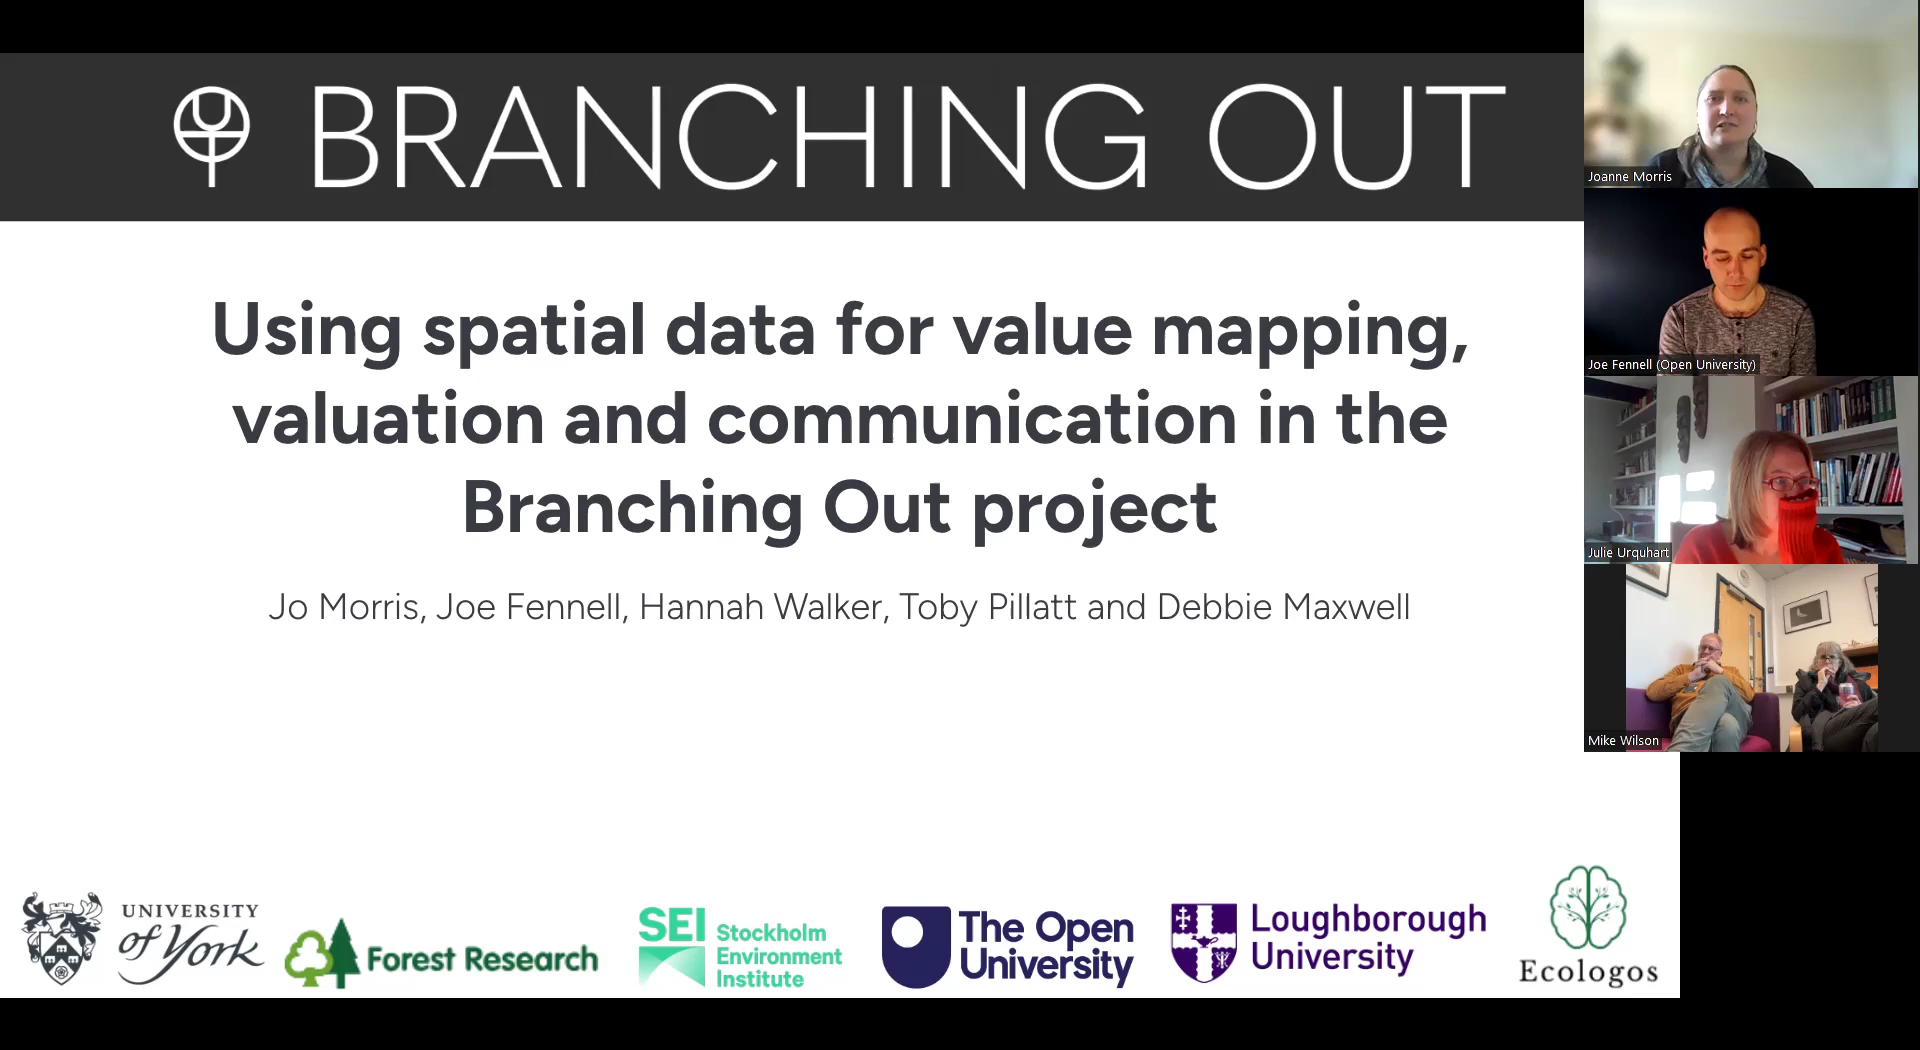 BRANCHING OUT
Using spatial data for value mapping,
valuation and communication in the
Branching Out project
Jo Morris, Joe Fennell, Hannah Walker, Toby Pillatt and Debbie Maxwell
UNIVERSITY
of York
Forest Research
SEI Stockholm
Environment
Institute
The Open
University
Loughborough
University
Ecologos
Joanne Morris
Joe Fennell (Open University)
Julie Urquhart
Mike Wilson